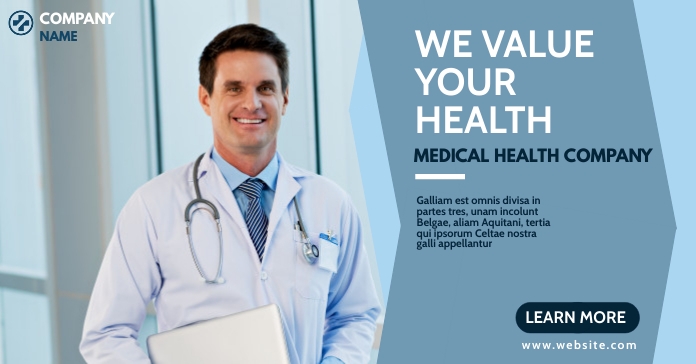 COMPANY
NAME
WE VALUE
YOUR
HEALTH
MEDICAL HEALTH COMPANY
Galliam est omnis divisa in
partes tres, unam incolunt
Belgae, aliam Aquitani, tertia
qui ipsorum Celtae nostra
galli appellantur
LEARN MORE
www.website.com